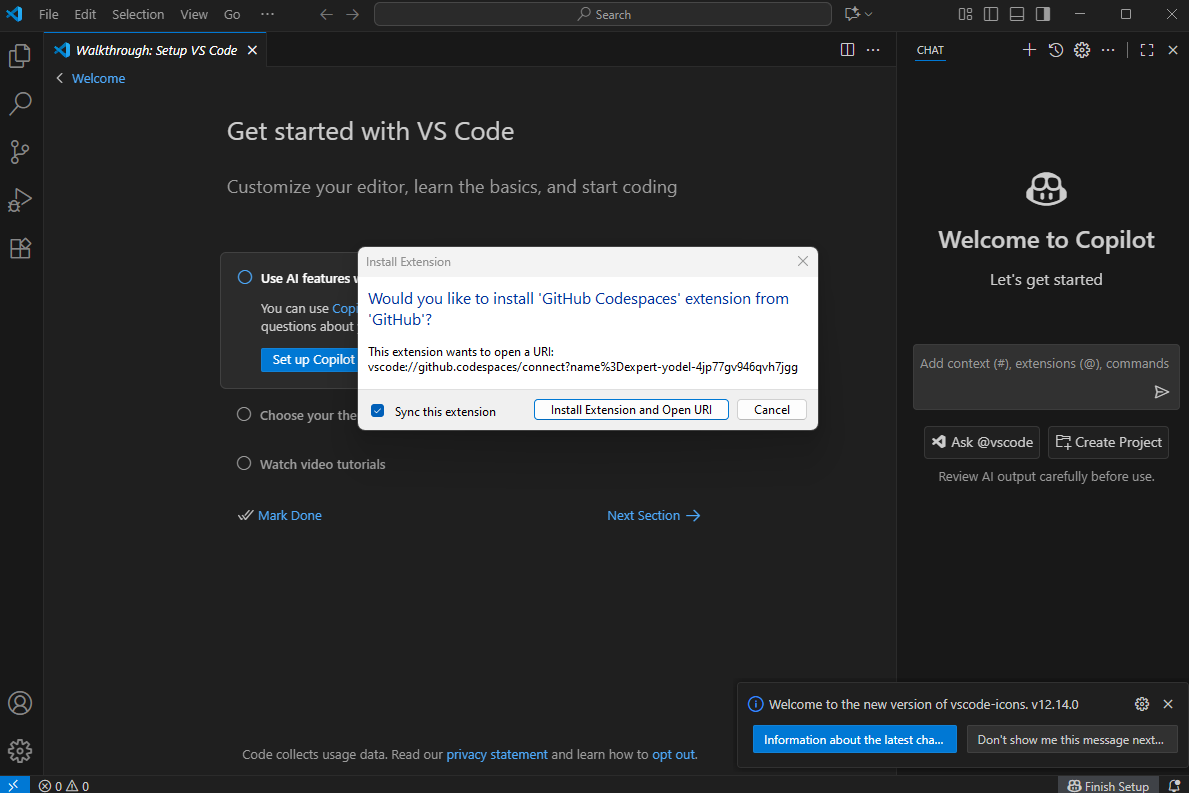 File Edit Selection View Go ··· Search
Walkthrough: Setup VS Code
Welcome
Get started with VS Code
Customize your editor, learn the basics, and start coding
Use AI features w
You can use Copi
questions about
Set up Copilot
Choose your the
Watch video tutorials
Mark Done
Next Section
Install Extension
Would you like to install 'GitHub Codespaces' extension from
'GitHub'?
This extension wants to open a URI:
vscode://github.codespaces/connect?name%3Dexpert-yodel-4jp77gv946qvh7jgg
Sync this extension
Install Extension and Open URI
Cancel
CHAT
Welcome to Copilot
Let's get started
Add context (#), extensions (@), commands
Ask @vscode
Create Project
Review AI output carefully before use.
Welcome to the new version of vscode-icons. v12.14.0
Information about the latest cha...
Don't show me this message next...
Code collects usage data. Read our privacy statement and learn how to opt out.
0 0
Finish Setup